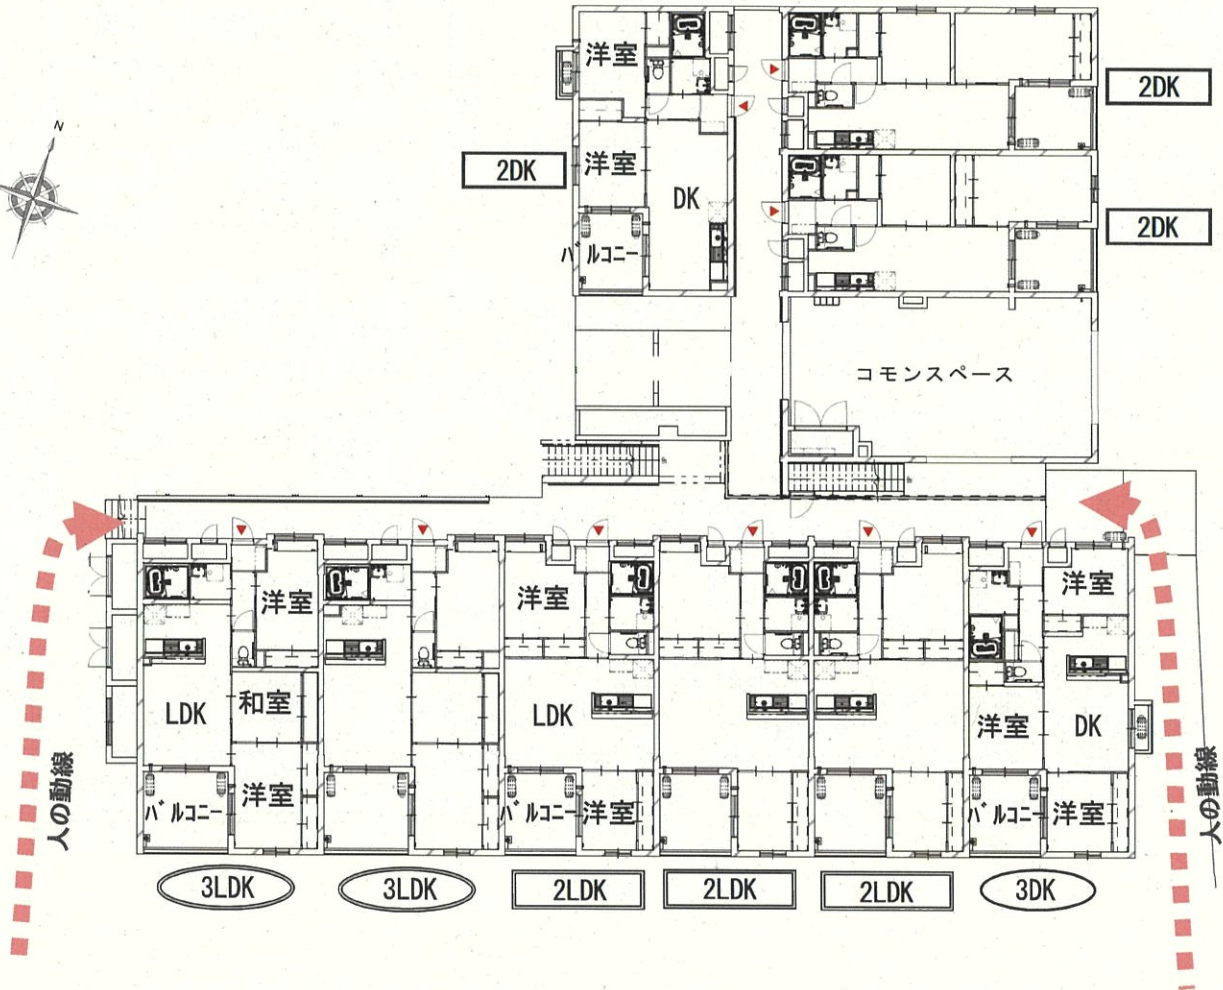 N
洋室
2DK
2DK
洋室
DK
バルコニー
2DK
コモンスペース
洋室
洋室
洋室
LDK
和室
LDK
洋室
DK
洋室
バルコニー
バルコニー
洋室
バルコニー
洋室
人の動線
人の動線
3LDK
3LDK
2LDK
2LDK
2LDK
3DK